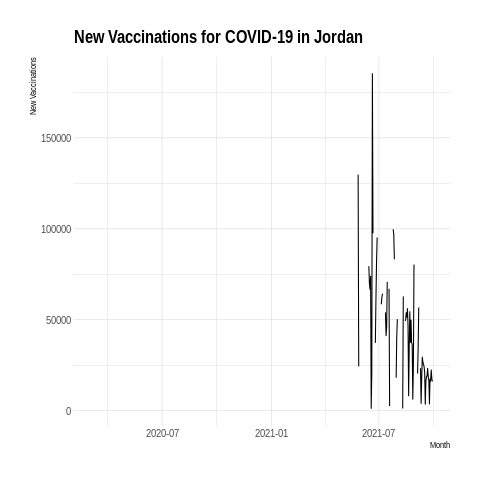 New Vaccinations for COVID-19 in Jordan
New Vaccinations
150000
100000
50000
0
2020-07 2021-01 2021-07
Month